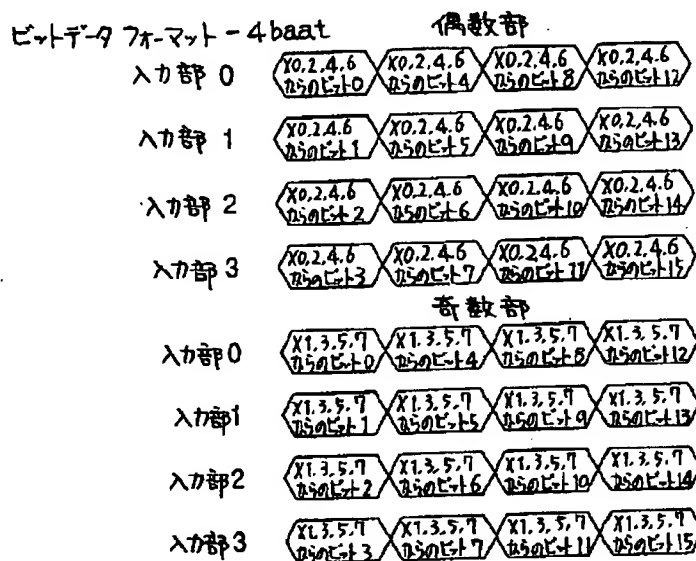 ビットデータ フォーマット - 4baat
偶数部
入力部 0
X0,2,4,6 からのビット0
X0,2,4,6 からのビット4
X0,2,4,6 からのビット8
X0,2,4,6 からのビット12
入力部 1
X0,2,4,6 からのビット1
X0,2,4,6 からのビット5
X0,2,4,6 からのビット9
X0,2,4,6 からのビット13
入力部 2
X0,2,4,6 からのビット2
X0,2,4,6 からのビット6
X0,2,4,6 からのビット10
X0,2,4,6 からのビット14
入力部 3
X0,2,4,6 からのビット3
X0,2,4,6 からのビット7
X0,2,4,6 からのビット11
X0,2,4,6 からのビット15
奇数部
入力部0
X1,3,5,7 からのビット0
X1,3,5,7 からのビット4
X1,3,5,7 からのビット8
X1,3,5,7 からのビット12
入力部1
X1,3,5,7 からのビット1
X1,3,5,7 からのビット5
X1,3,5,7 からのビット9
X1,3,5,7 からのビット13
入力部2
X1,3,5,7 からのビット2
X1,3,5,7 からのビット6
X1,3,5,7 からのビット10
X1,3,5,7 からのビット14
入力部3
X1,3,5,7 からのビット3
X1,3,5,7 からのビット7
X1,3,5,7 からのビット11
X1,3,5,7 からのビット15